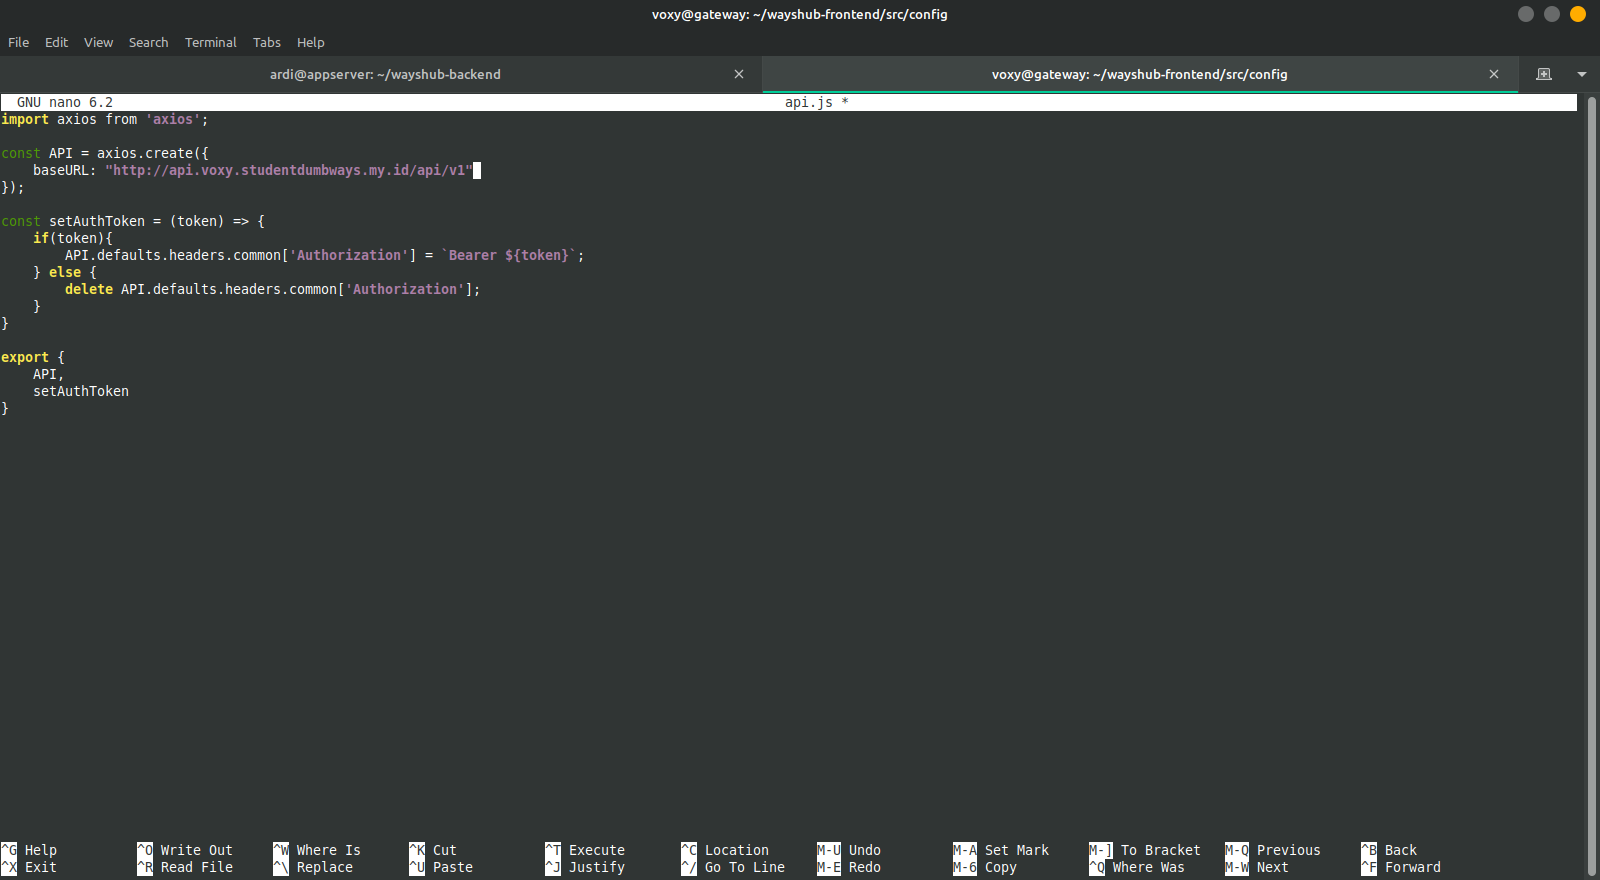 voxy@gateway: ~/wayshub-frontend/src/config
File Edit View Search Terminal Tabs Help
ardi@appserver: ~/wayshub-backend × voxy@gateway: ~/wayshub-frontend/src/config ×
GNU nano 6.2 api.js *
import axios from 'axios';

const API = axios.create({
    baseURL: "http://api.voxy.studentdumbways.my.id/api/v1"
});

const setAuthToken = (token) => {
    if(token){
        API.defaults.headers.common['Authorization'] = `Bearer ${token}`;
    } else {
        delete API.defaults.headers.common['Authorization'];
    }
}

export {
    API,
    setAuthToken
}
^G Help ^O Write Out ^W Where Is ^K Cut ^T Execute ^C Location M-U Undo M-A Set Mark M-] To Bracket M-Q Previous ^B Back
^X Exit ^R Read File ^\ Replace ^U Paste ^J Justify ^/ Go To Line M-E Redo M-6 Copy ^Q Where Was M-W Next ^F Forward